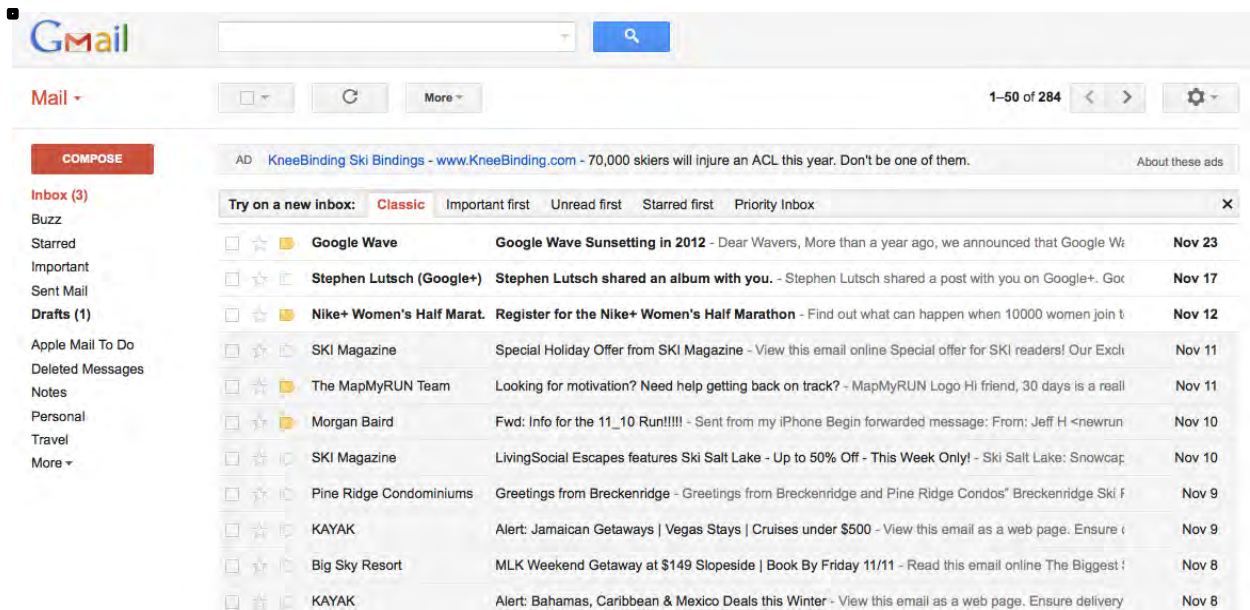 Gmail
Mail
More
1–50 of 284
COMPOSE
AD KneeBinding Ski Bindings - www.KneeBinding.com - 70,000 skiers will injure an ACL this year. Don't be one of them. About these ads
Inbox (3)
Buzz
Starred
Important
Sent Mail
Drafts (1)
Apple Mail To Do
Deleted Messages
Notes
Personal
Travel
More
Try on a new inbox: Classic Important first Unread first Starred first Priority Inbox
Google Wave Google Wave Sunsetting in 2012 - Dear Wavers, More than a year ago, we announced that Google Nov 23
Stephen Lutsch (Google+) Stephen Lutsch shared an album with you. - Stephen Lutsch shared a post with you on Google+. Nov 17
Nike+ Women's Half Marat. Register for the Nike+ Women's Half Marathon - Find out what can happen when 10000 women join Nov 12
SKI Magazine Special Holiday Offer from SKI Magazine - View this email online Special offer for SKI readers! Our Nov 11
The MapMyRUN Team Looking for motivation? Need help getting back on track? - MapMyRUN Logo Hi friend, 30 days is a Nov 11
Morgan Baird Fwd: Info for the 11_10 Run!!!!! - Sent from my iPhone Begin forwarded message: From: Jeff H <newrun Nov 10
SKI Magazine LivingSocial Escapes features Ski Salt Lake - Up to 50% Off - This Week Only! - Ski Salt Lake: Nov 10
Pine Ridge Condominiums Greetings from Breckenridge - Greetings from Breckenridge and Pine Ridge Condos" Breckenridge Ski Nov 9
KAYAK Alert: Jamaican Getaways | Vegas Stays | Cruises under $500 - View this email as a web page. Ensure Nov 9
Big Sky Resort MLK Weekend Getaway at $149 Slopeside | Book By Friday 11/11 - Read this email online The Biggest Nov 8
KAYAK Alert: Bahamas, Caribbean & Mexico Deals this Winter - View this email as a web page. Ensure delivery Nov 8